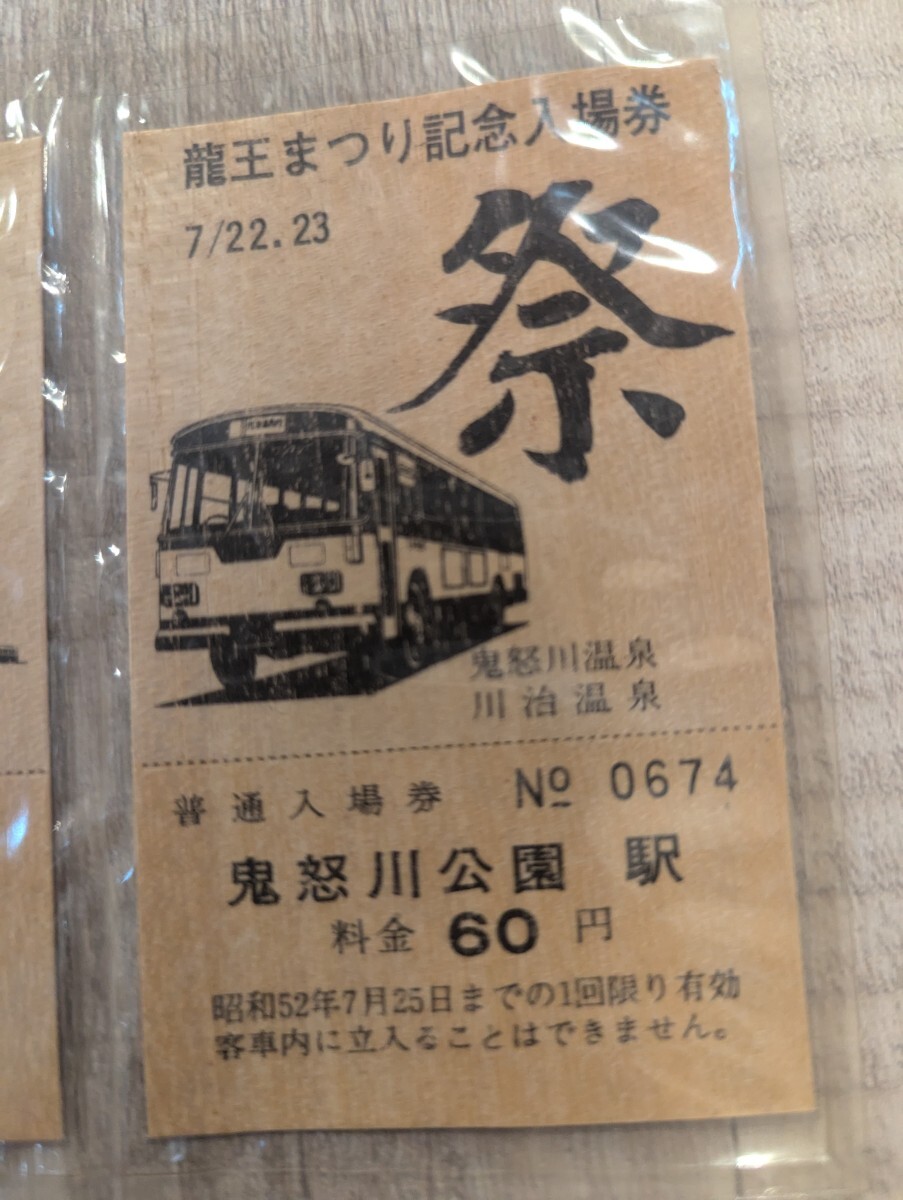 龍王まつり記念入場券
7/22.23
祭
鬼怒川温泉
川治温泉
普通入場券 No 0674
鬼怒川公園 駅
料金 60 円
昭和52年7月25日までの1回限り有効
客車内に立入ることはできません。